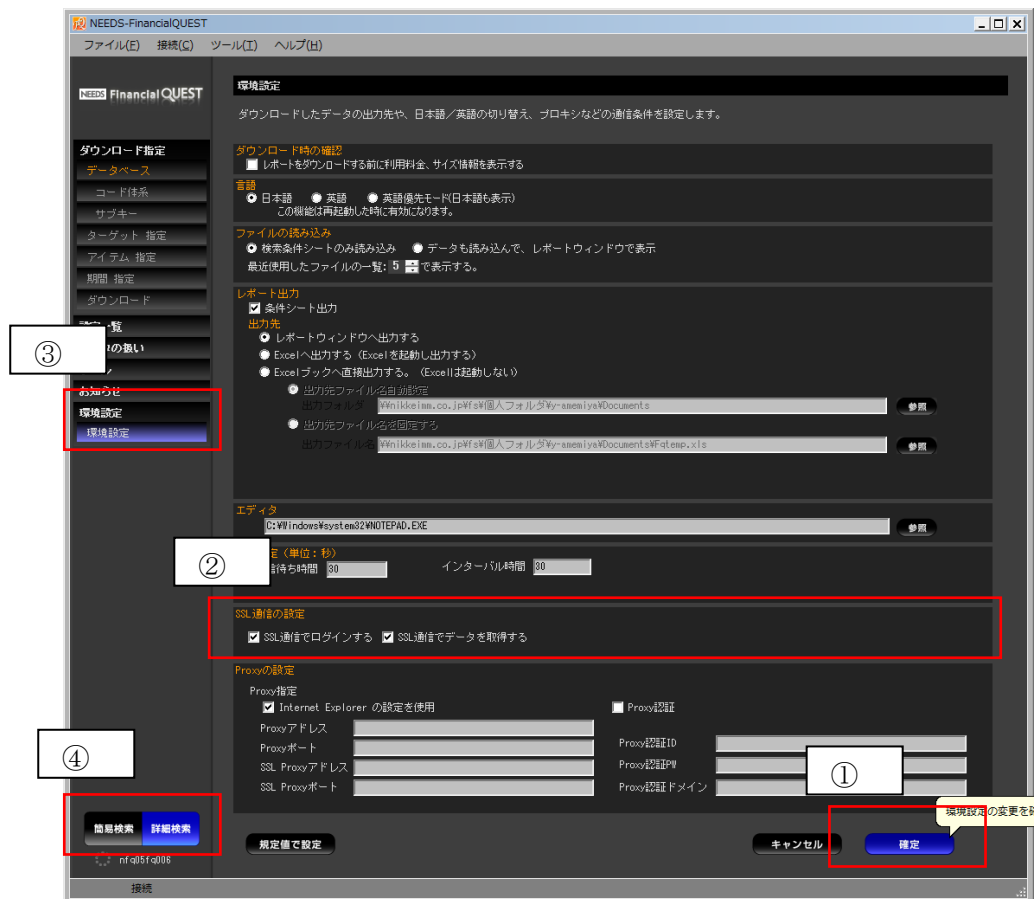 NEEDS-FinancialQUEST
ファイル(F) 接続(C) ツール(T) ヘルプ(H)
NEEDS Financial QUEST
環境設定
ダウンロードしたデータの出力先や、日本語／英語の切り替え、プロキシなどの通信条件を設定します。
ダウンロード指定
データベース
コード体系
サブキー
ターゲット 指定
アイテム 指定
期間 指定
ダウンロード
一覧
の扱い
お知らせ
環境設定
環境設定
③
ダウンロード時の確認
レポートをダウンロードする前に利用料金、サイズ情報を表示する
言語
日本語 英語 英語優先モード(日本語も表示)
この機能は再起動した時に有効になります。
ファイルの読み込み
検索条件シートのみ読み込み データも読み込んで、レポートウィンドウで表示
最近使用したファイルの一覧: 5 で表示する。
レポート出力
条件シート出力
出力先
レポートウィンドウへ出力する
Excelへ出力する（Excelを起動し出力する）
Excelブックへ直接出力する。（Excelは起動しない）
出力先ファイル名自動設定
出力フォルダ ¥¥nikkeimm.co.jp¥fs¥個人フォルダ¥y-amemiya¥Documents 参照
出力先ファイル名を固定する
出力ファイル名 ¥¥nikkeimm.co.jp¥fs¥個人フォルダ¥y-amemiya¥Documents¥Fqtemp.xls 参照
エディタ
C:¥Windows¥system32¥NOTEPAD.EXE 参照
②
定（単位：秒）
待ち時間 30 インターバル時間 30
SSL通信の設定
SSL通信でログインする SSL通信でデータを取得する
Proxyの設定
Proxy指定
Internet Explorer の設定を使用 Proxy認証
Proxyアドレス
Proxyポート Proxy認証ID
SSL Proxyアドレス Proxy認証PW
SSL Proxyポート Proxy認証ドメイン
①
④
環境設定の変更を
簡易検索 詳細検索
規定値で設定 キャンセル 確定
nfq05fq006
接続